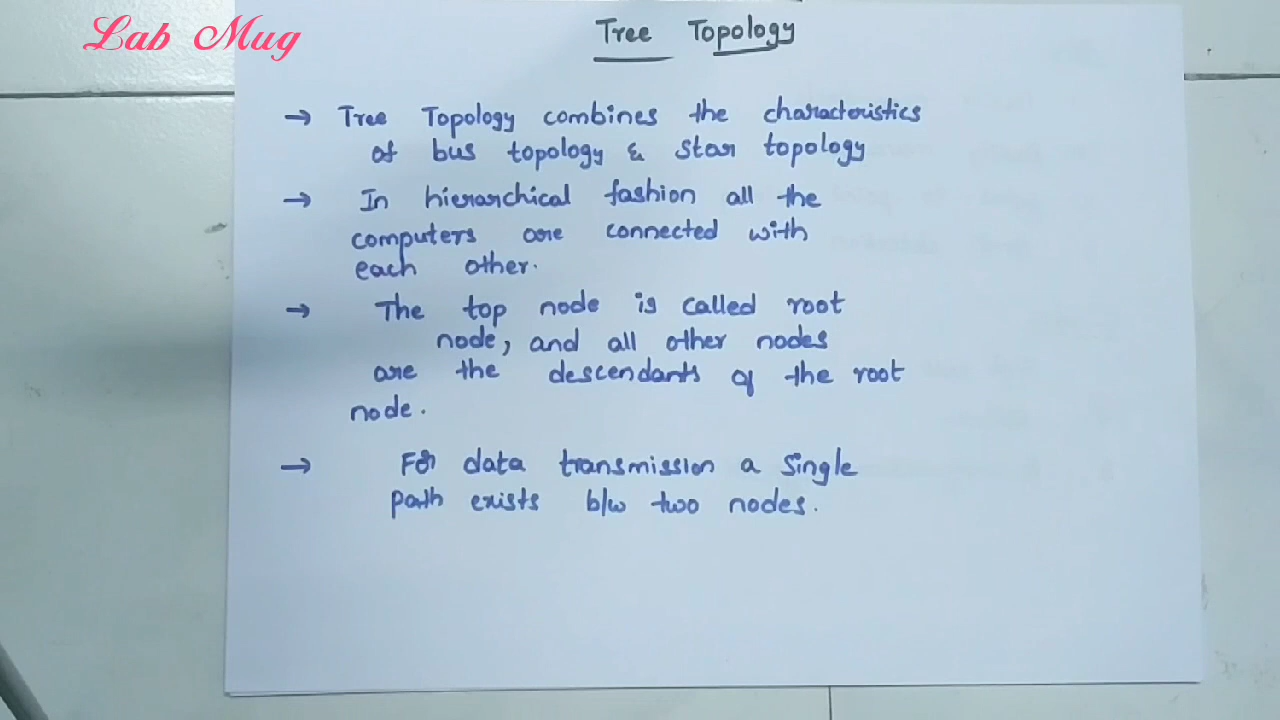 Lab Mug
Tree Topology
→ Tree Topology combines the characteristics
of bus topology & star topology
→ In hierarchical fashion all the
computers are connected with
each other.
→ The top node is called root
node, and all other nodes
are the descendants of the root
node.
→ For data transmission a single
path exists b/w two nodes.